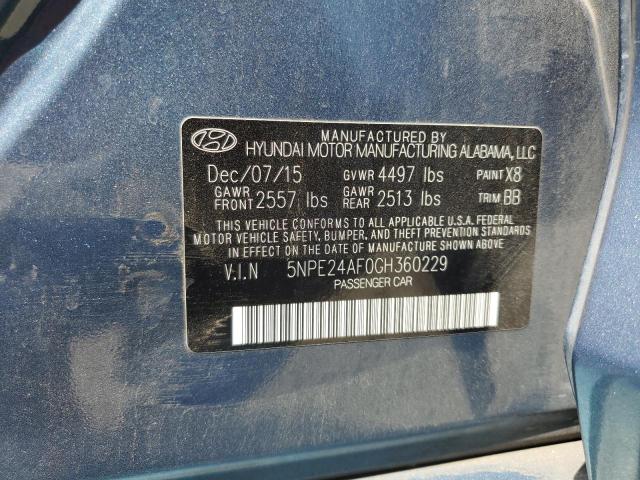 MANUFACTURED BY
HYUNDAI MOTOR MANUFACTURING ALABAMA, LLC
Dec/07/15 GVWR 4497 lbs PAINT X8
GAWR FRONT 2557 lbs GAWR REAR 2513 lbs TRIM BB
THIS VEHICLE CONFORMS TO ALL APPLICABLE U.S.A. FEDERAL
MOTOR VEHICLE SAFETY, BUMPER, AND THEFT PREVENTION STANDARDS
IN EFFECT ON THE DATE OF MANUFACTURE SHOWN ABOVE.
V.I.N 5NPE24AF0GH360229
PASSENGER CAR